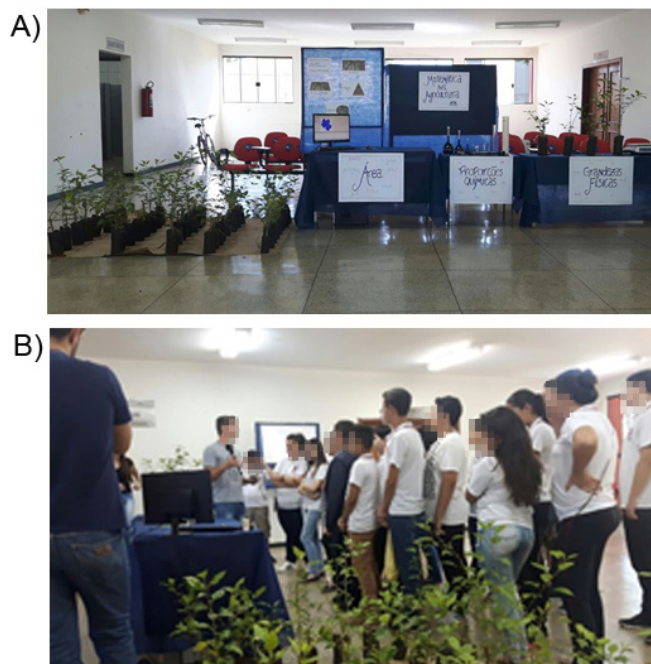 A)
Matemática
na
Agricultura
Área
Proporções
Químicas
Grandezas
Físicas
B)